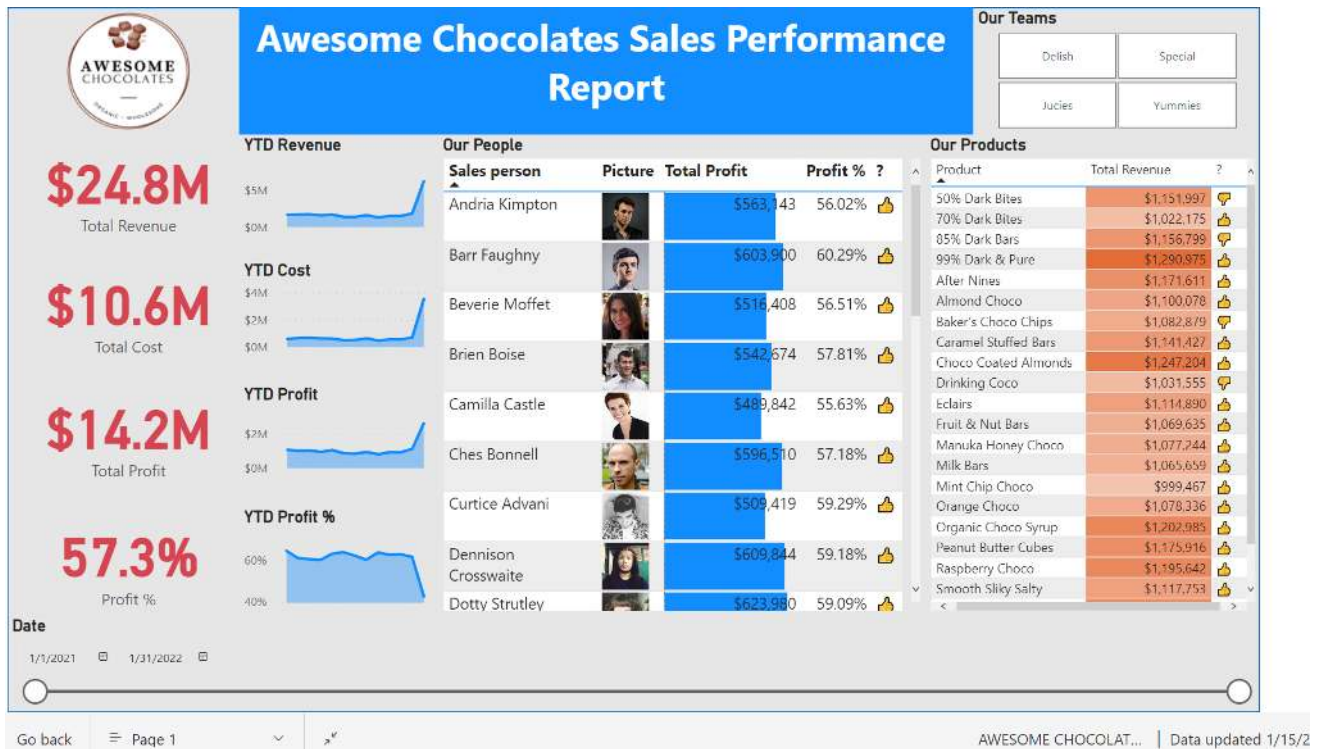 AWESOME
CHOCOLATES
ORGANIC - WHOLESOME
Awesome Chocolates Sales Performance
Report
Our Teams
Delish
Special
Jucies
Yummies
$24.8M
Total Revenue
$10.6M
Total Cost
$14.2M
Total Profit
57.3%
Profit %
YTD Revenue
$5M
$0M
YTD Cost
$4M
$2M
$0M
YTD Profit
$2M
$0M
YTD Profit %
60%
40%
Our People
Sales person Picture Total Profit Profit % ?
Andria Kimpton $563,143 56.02%
Barr Faughny $603,900 60.29%
Beverie Moffet $516,408 56.51%
Brien Boise $542,674 57.81%
Camilla Castle $489,842 55.63%
Ches Bonnell $596,510 57.18%
Curtice Advani $509,419 59.29%
Dennison
Crosswaite $609,844 59.18%
Dotty Strutley $623,980 59.09%
Our Products
Product Total Revenue ?
50% Dark Bites $1,151,997
70% Dark Bites $1,022,175
85% Dark Bars $1,156,799
99% Dark & Pure $1,290,975
After Nines $1,171,611
Almond Choco $1,100,078
Baker's Choco Chips $1,082,879
Caramel Stuffed Bars $1,141,427
Choco Coated Almonds $1,247,204
Drinking Coco $1,031,555
Eclairs $1,114,890
Fruit & Nut Bars $1,069,635
Manuka Honey Choco $1,077,244
Milk Bars $1,065,659
Mint Chip Choco $999,467
Orange Choco $1,078,336
Organic Choco Syrup $1,202,985
Peanut Butter Cubes $1,175,916
Raspberry Choco $1,195,642
Smooth Sliky Salty $1,117,753
Date
1/1/2021 1/31/2022
Go back Page 1 AWESOME CHOCOLAT... | Data updated 1/15/2